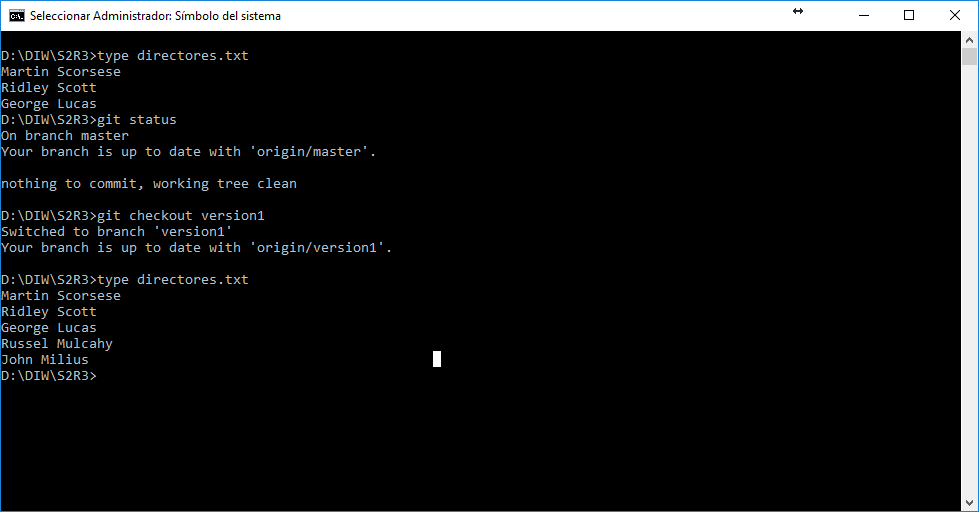 Seleccionar Administrador: Símbolo del sistema
D:\DIW\S2R3>type directores.txt
Martin Scorsese
Ridley Scott
George Lucas
D:\DIW\S2R3>git status
On branch master
Your branch is up to date with 'origin/master'.
nothing to commit, working tree clean
D:\DIW\S2R3>git checkout version1
Switched to branch 'version1'
Your branch is up to date with 'origin/version1'.
D:\DIW\S2R3>type directores.txt
Martin Scorsese
Ridley Scott
George Lucas
Russel Mulcahy
John Milius
D:\DIW\S2R3>